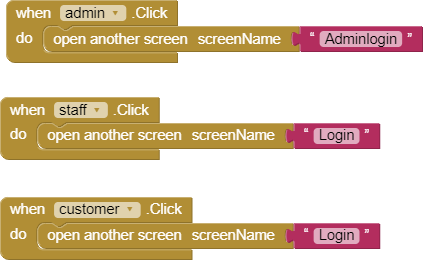 when admin .Click
do open another screen screenName “ Adminlogin ”
when staff .Click
do open another screen screenName “ Login ”
when customer .Click
do open another screen screenName “ Login ”